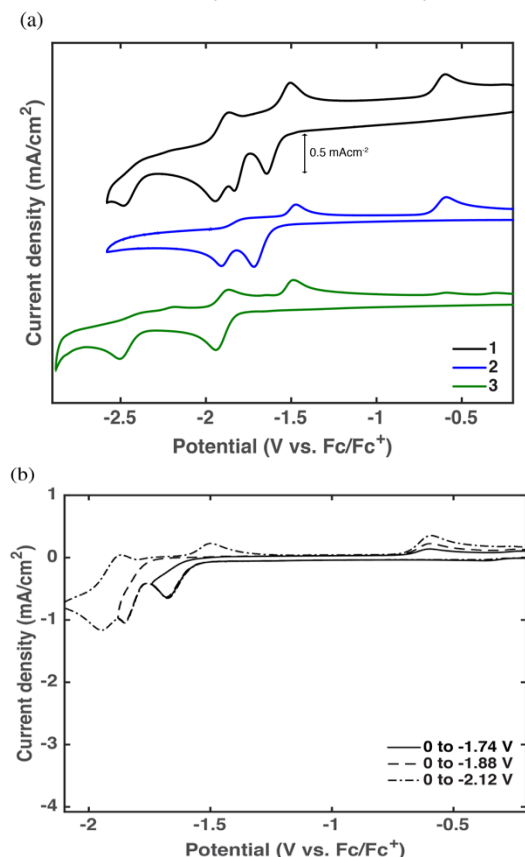 (a)
Current density (mA/cm²)
0.5 mAcm⁻²
1
2
3
-2.5 -2 -1.5 -1 -0.5
Potential (V vs. Fc/Fc⁺)
(b)
Current density (mA/cm²)
1
0
-1
-2
-3
-4
0 to -1.74 V
0 to -1.88 V
0 to -2.12 V
-2 -1.5 -1 -0.5
Potential (V vs. Fc/Fc⁺)